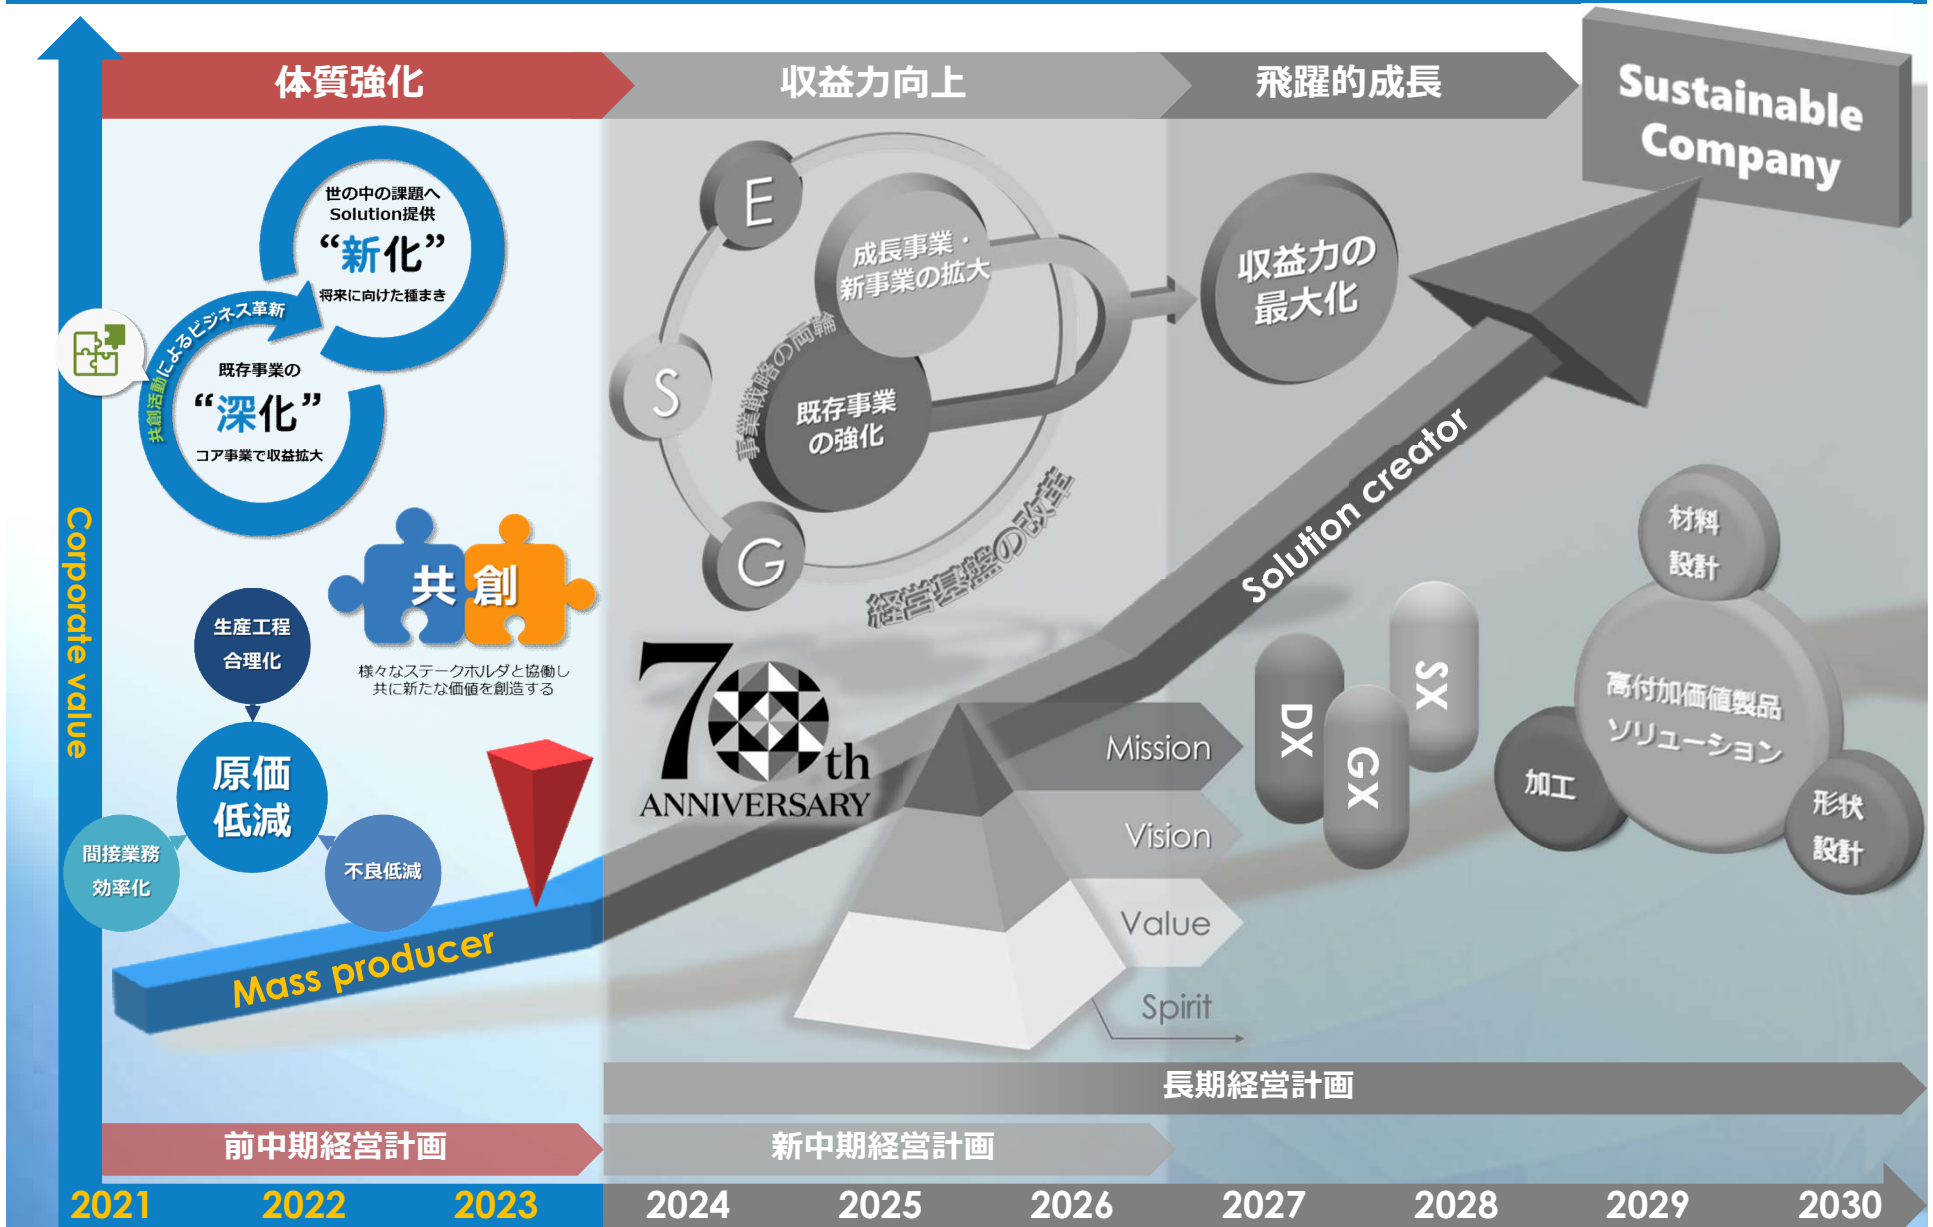 体質強化
収益力向上
飛躍的成長
Sustainable
Company
世の中の課題へ
Solution提供
“新化”
将来に向けた種まき
共創活動によるビジネス革新
既存事業の
“深化”
コア事業で収益拡大
共創
様々なステークホルダと協働し
共に新たな価値を創造する
生産工程
合理化
原価
低減
間接業務
効率化
不良低減
Corporate value
Mass producer
E
S
G
成長事業・
新事業の拡大
事業戦略の両輪
既存事業
の強化
経営基盤の改革
収益力の
最大化
Solution creator
70th
ANNIVERSARY
Mission
Vision
Value
Spirit
DX
GX
SX
材料
設計
高付加価値製品
ソリューション
加工
形状
設計
長期経営計画
前中期経営計画
新中期経営計画
2021
2022
2023
2024
2025
2026
2027
2028
2029
2030